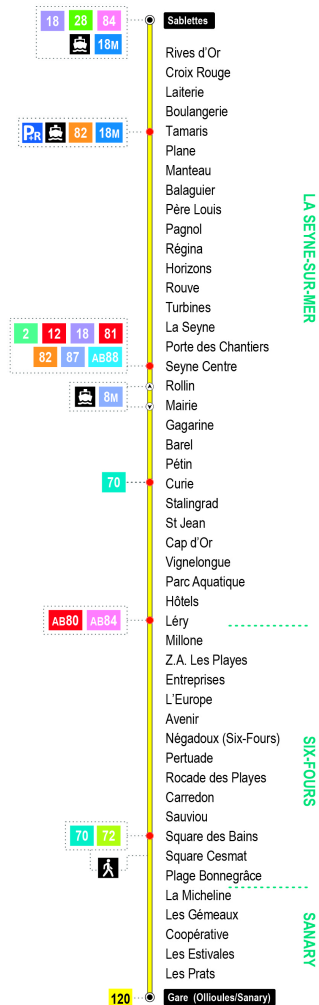 18 28 84 Sablettes
18M
Rives d'Or
Croix Rouge
Laiterie
Boulangerie
P+R 82 18M Tamaris
Plane
Manteau
Balaguier
Père Louis
Pagnol
Régina
Horizons
Rouve
Turbines
LA SEYNE-SUR-MER
2 12 18 81 La Seyne
Porte des Chantiers
82 87 AB88 Seyne Centre
Rollin
8M Mairie
Gagarine
Barel
Pétin
70 Curie
Stalingrad
St Jean
Cap d'Or
Vignelongue
Parc Aquatique
Hôtels
AB80 AB84 Léry
Millone
Z.A. Les Playes
Entreprises
L'Europe
Avenir
Négadoux (Six-Fours)
Pertuade
Rocade des Playes
Carredon
Sauviou
SIX-FOURS
70 72 Square des Bains
Square Cesmat
Plage Bonnegrâce
La Micheline
Les Gémeaux
Coopérative
Les Estivales
Les Prats
SANARY
120 Gare (Ollioules/Sanary)